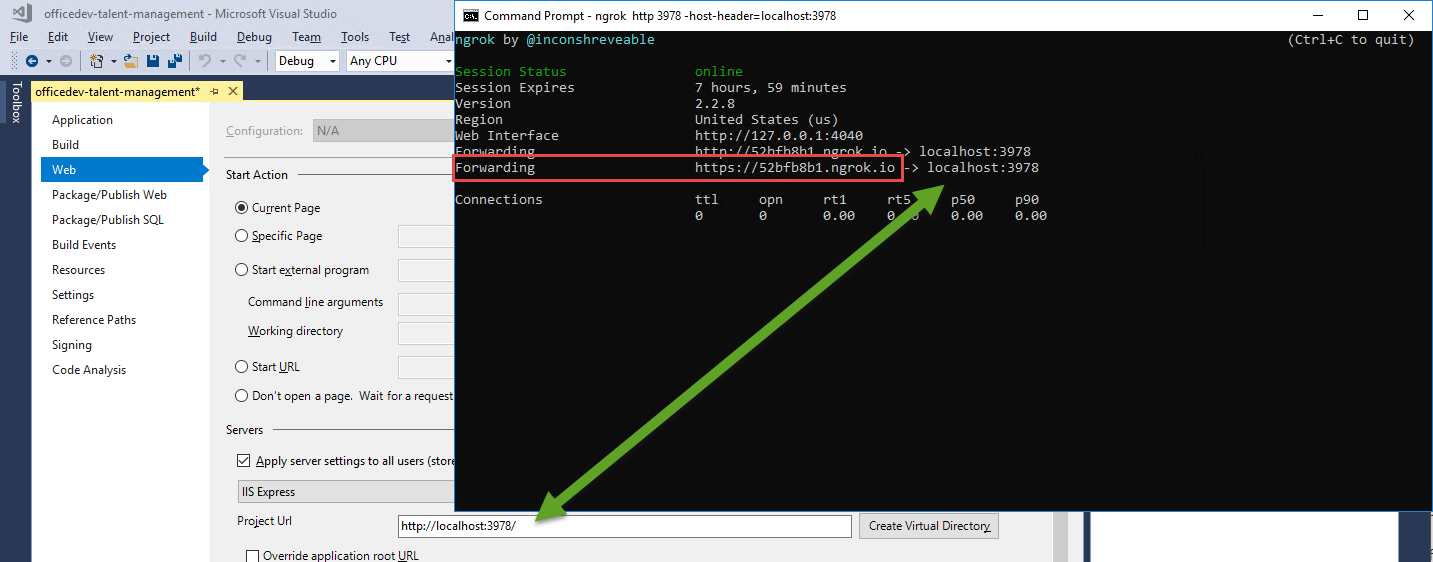 officedev-talent-management - Microsoft Visual Studio
File Edit View Project Build Debug Team Tools Test
Debug Any CPU
Toolbox
officedev-talent-management*
Application
Build
Web
Package/Publish Web
Package/Publish SQL
Build Events
Resources
Settings
Reference Paths
Signing
Code Analysis
Configuration: N/A
Start Action
Current Page
Specific Page
Start external program
Command line arguments
Working directory
Start URL
Don't open a page. Wait for a request
Servers
Apply server settings to all users (store
IIS Express
Project Url http://localhost:3978/ Create Virtual Directory
Override application root URL
Command Prompt - ngrok http 3978 -host-header=localhost:3978
ngrok by @inconshreveable (Ctrl+C to quit)
Session Status online
Session Expires 7 hours, 59 minutes
Version 2.2.8
Region United States (us)
Web Interface http://127.0.0.1:4040
Forwarding http://52bfb8b1.ngrok.io -> localhost:3978
Forwarding https://52bfb8b1.ngrok.io -> localhost:3978
Connections ttl opn rt1 rt5 p50 p90
0 0 0.00 0.00 0.00 0.00